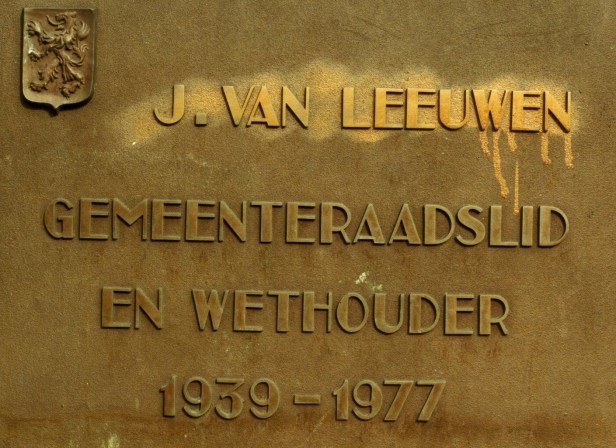 J. VAN LEEUWEN
GEMEENTERAADSLID
EN WETHOUDER
1939 - 1977